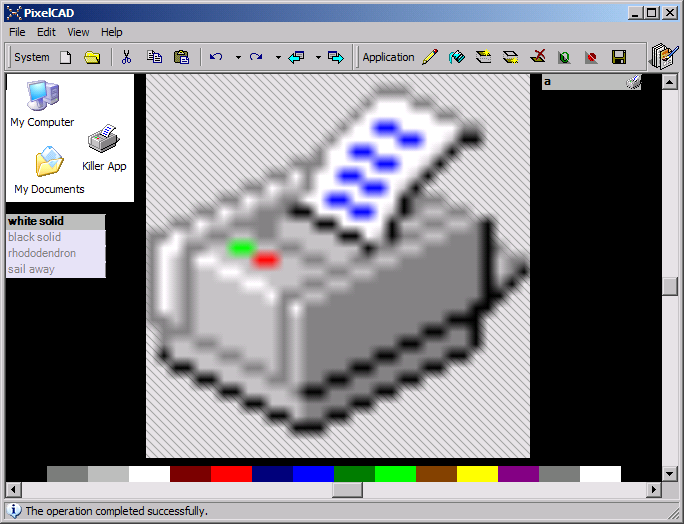 PixelCAD
File Edit View Help
System Application
My Computer
Killer App
My Documents
a
white solid
black solid
rhododendron
sail away
The operation completed successfully.